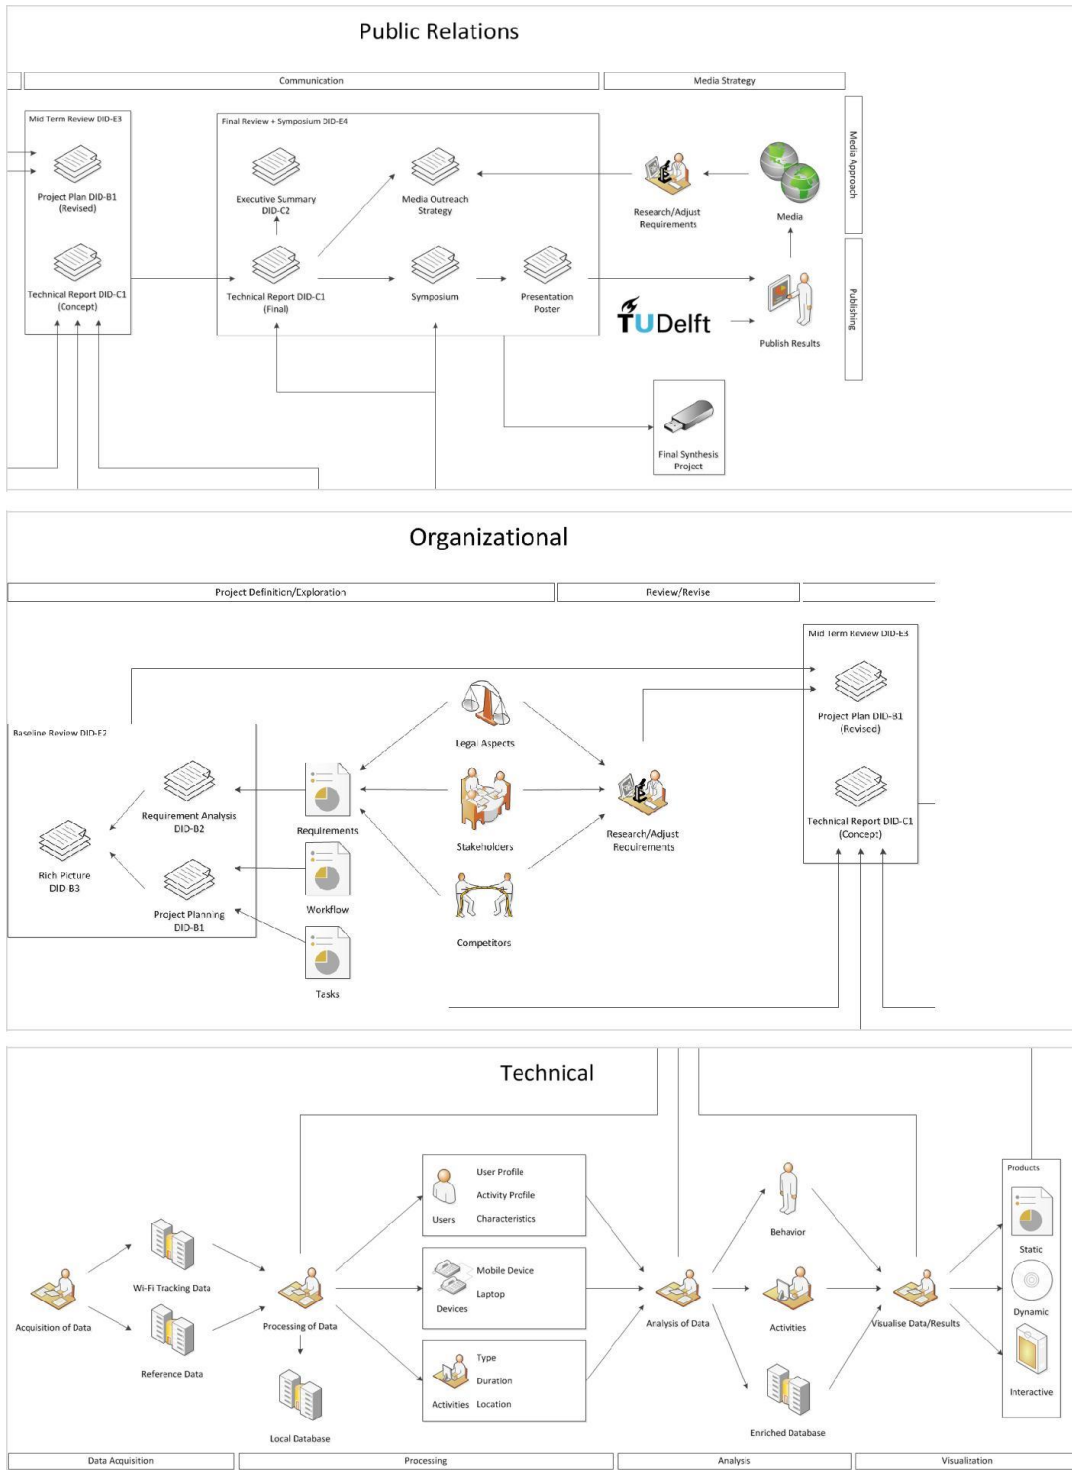 Public Relations
Communication
Media Strategy
Mid Term Review DID-E3
Final Review + Symposium DID-E4
Project Plan DID-B1
(Revised)
Executive Summary
DID-C2
Media Outreach
Strategy
Research/Adjust
Requirements
Media
Media Approach
Technical Report DID-C1
(Concept)
Technical Report DID-C1
(Final)
Symposium
Presentation
Poster
TU Delft
Publish Results
Publishing
Final Synthesis
Project
Organizational
Project Definition/Exploration
Review/Revise
Mid Term Review DID-E3
Project Plan DID-B1
(Revised)
Technical Report DID-C1
(Concept)
Baseline Review DID-E2
Requirement Analysis
DID-B2
Rich Picture
DID-B3
Project Planning
DID-B1
Requirements
Workflow
Tasks
Legal Aspects
Stakeholders
Competitors
Research/Adjust
Requirements
Technical
Acquisition of Data
Wi-Fi Tracking Data
Reference Data
Processing of Data
Local Database
Users
User Profile
Activity Profile
Characteristics
Devices
Mobile Device
Laptop
Activities
Type
Duration
Location
Analysis of Data
Behavior
Activities
Enriched Database
Visualise Data/Results
Products
Static
Dynamic
Interactive
Data Acquisition
Processing
Analysis
Visualization